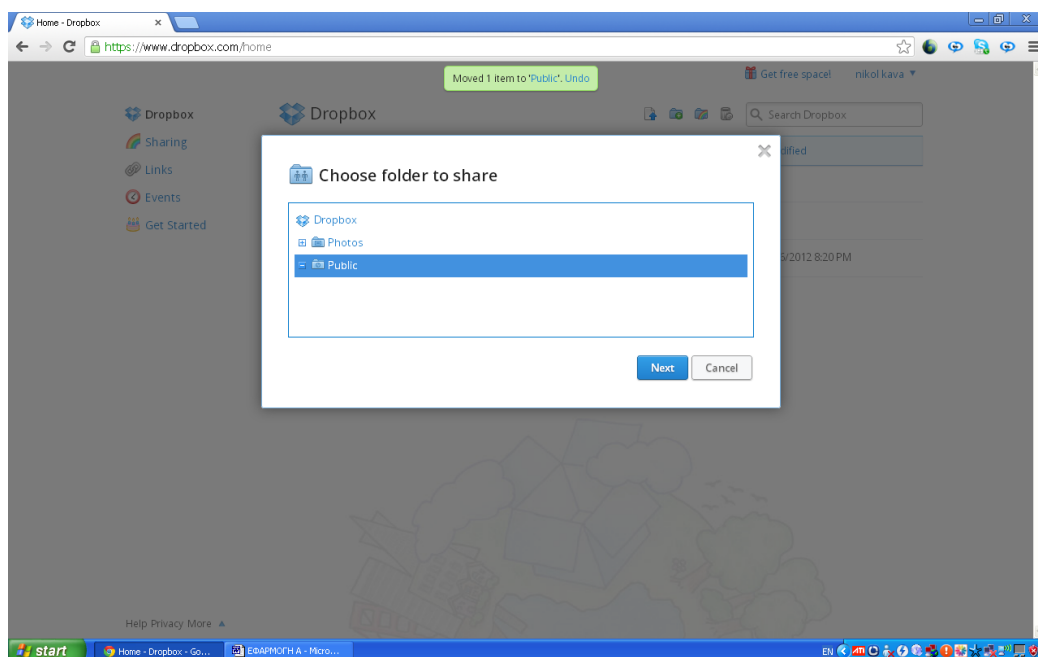 Home - Dropbox
https://www.dropbox.com/home
Moved 1 item to 'Public'. Undo
Get free space!
nikol kava
Dropbox
Dropbox
Search Dropbox
Sharing
Links
Events
Get Started
Choose folder to share
Dropbox
Photos
Public
Next
Cancel
8:20 PM
Help Privacy More
start
Home - Dropbox - Go...
ΕΦΑΡΜΟΓΗ Α - Micro...
EN